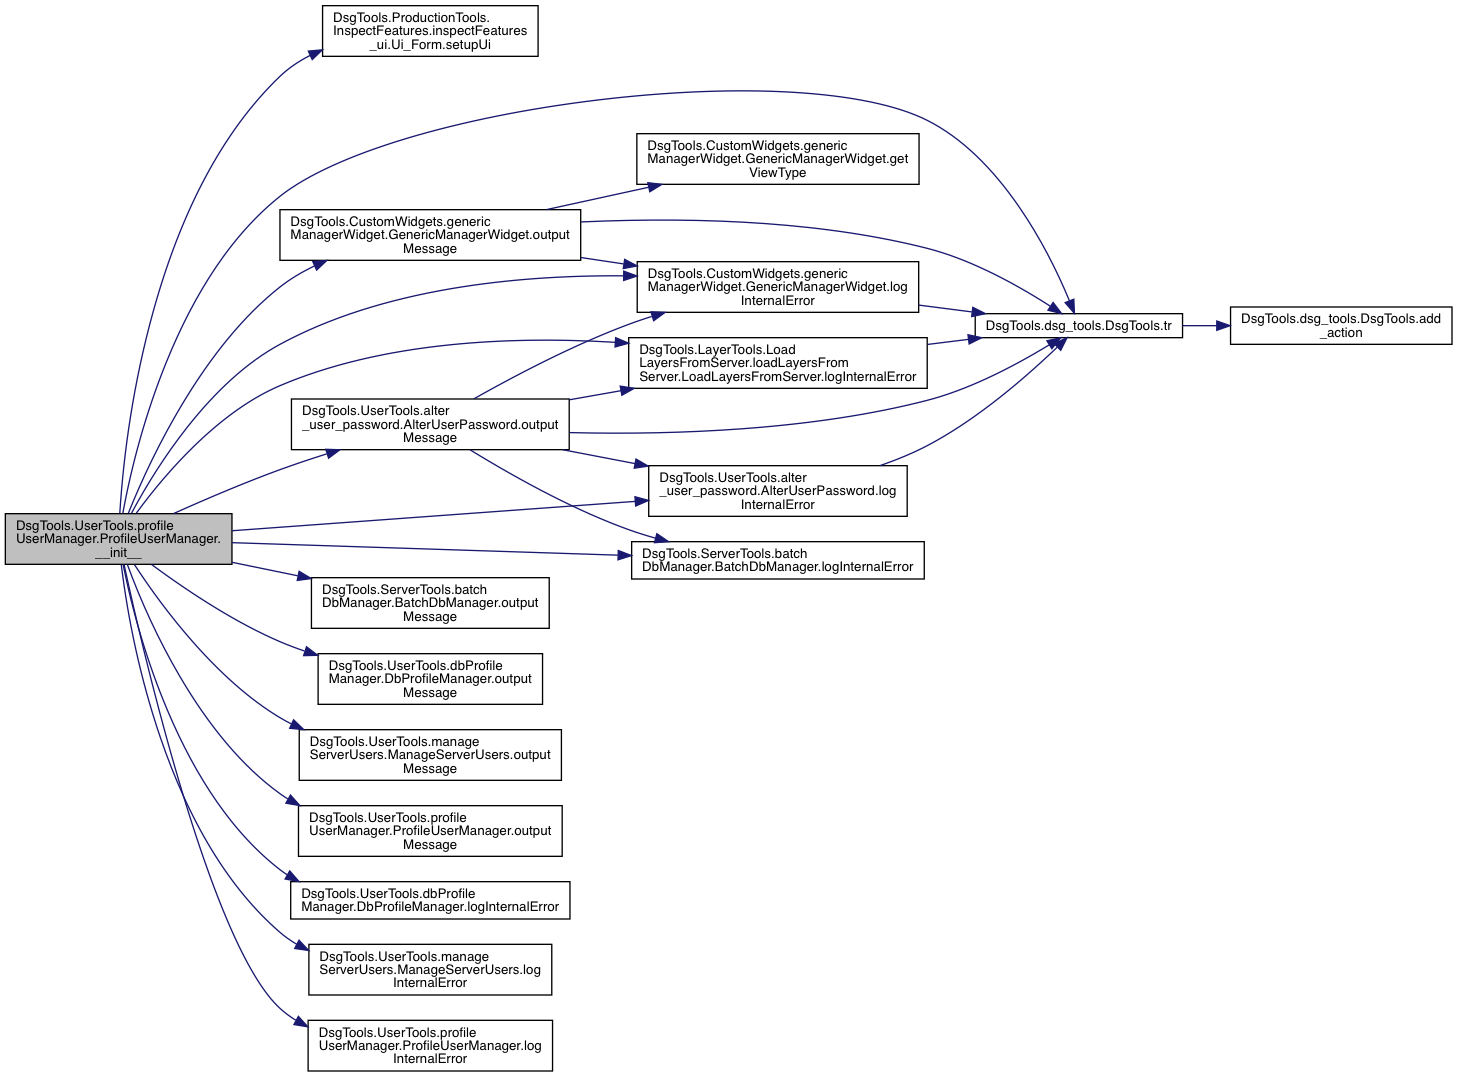 DsgTools.ProductionTools.
InspectFeatures.inspectFeatures
_ui.Ui_Form.setupUi
DsgTools.CustomWidgets.generic
ManagerWidget.GenericManagerWidget.get
ViewType
DsgTools.CustomWidgets.generic
ManagerWidget.GenericManagerWidget.output
Message
DsgTools.CustomWidgets.generic
ManagerWidget.GenericManagerWidget.log
InternalError
DsgTools.dsg_tools.DsgTools.tr
DsgTools.dsg_tools.DsgTools.add
_action
DsgTools.LayerTools.Load
LayersFromServer.loadLayersFrom
Server.LoadLayersFromServer.logInternalError
DsgTools.UserTools.alter
_user_password.AlterUserPassword.output
Message
DsgTools.UserTools.alter
_user_password.AlterUserPassword.log
InternalError
DsgTools.UserTools.profile
UserManager.ProfileUserManager.
__init__
DsgTools.ServerTools.batch
DbManager.BatchDbManager.logInternalError
DsgTools.ServerTools.batch
DbManager.BatchDbManager.output
Message
DsgTools.UserTools.dbProfile
Manager.DbProfileManager.output
Message
DsgTools.UserTools.manage
ServerUsers.ManageServerUsers.output
Message
DsgTools.UserTools.profile
UserManager.ProfileUserManager.output
Message
DsgTools.UserTools.dbProfile
Manager.DbProfileManager.logInternalError
DsgTools.UserTools.manage
ServerUsers.ManageServerUsers.log
InternalError
DsgTools.UserTools.profile
UserManager.ProfileUserManager.log
InternalError